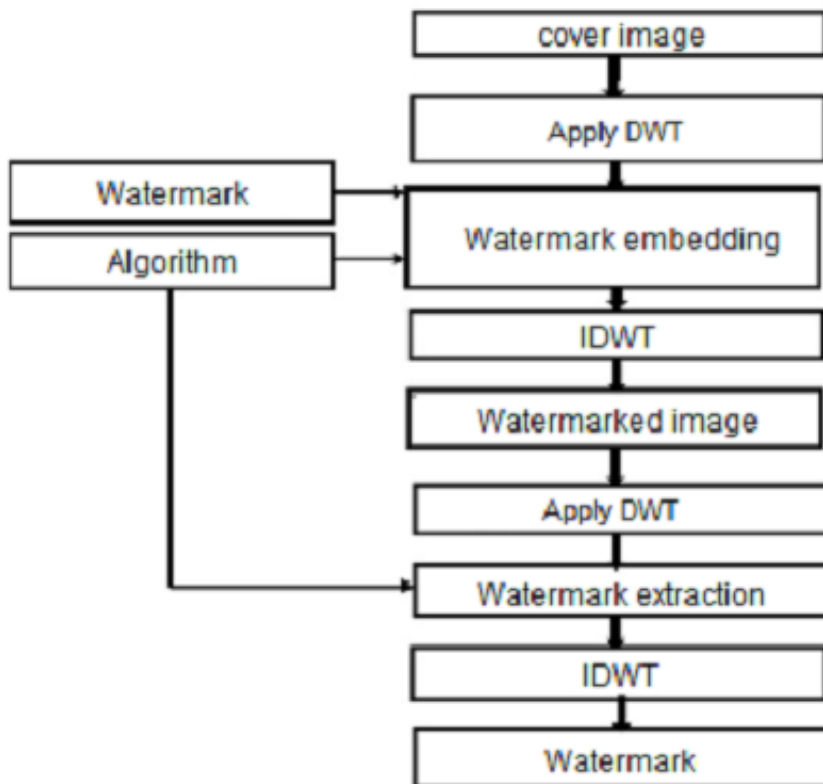 cover image
Apply DWT
Watermark
Watermark embedding
Algorithm
IDWT
Watermarked image
Apply DWT
Watermark extraction
IDWT
Watermark